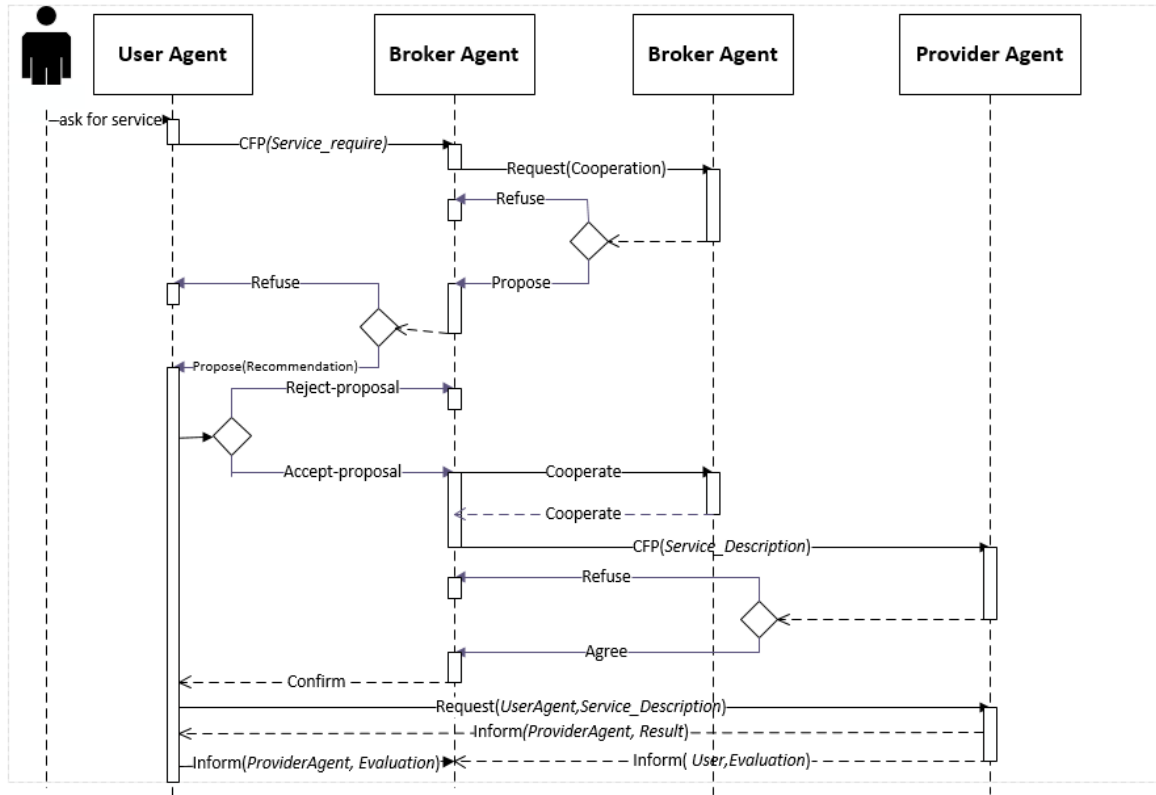 User Agent
Broker Agent
Broker Agent
Provider Agent
ask for service
CFP(Service_require)
Request(Cooperation)
Refuse
Propose
Refuse
Propose(Recommendation)
Reject-proposal
Accept-proposal
Cooperate
Cooperate
CFP(Service_Description)
Refuse
Agree
Confirm
Request(UserAgent,Service_Description)
Inform(ProviderAgent, Result)
Inform(ProviderAgent, Evaluation)
Inform( User,Evaluation)